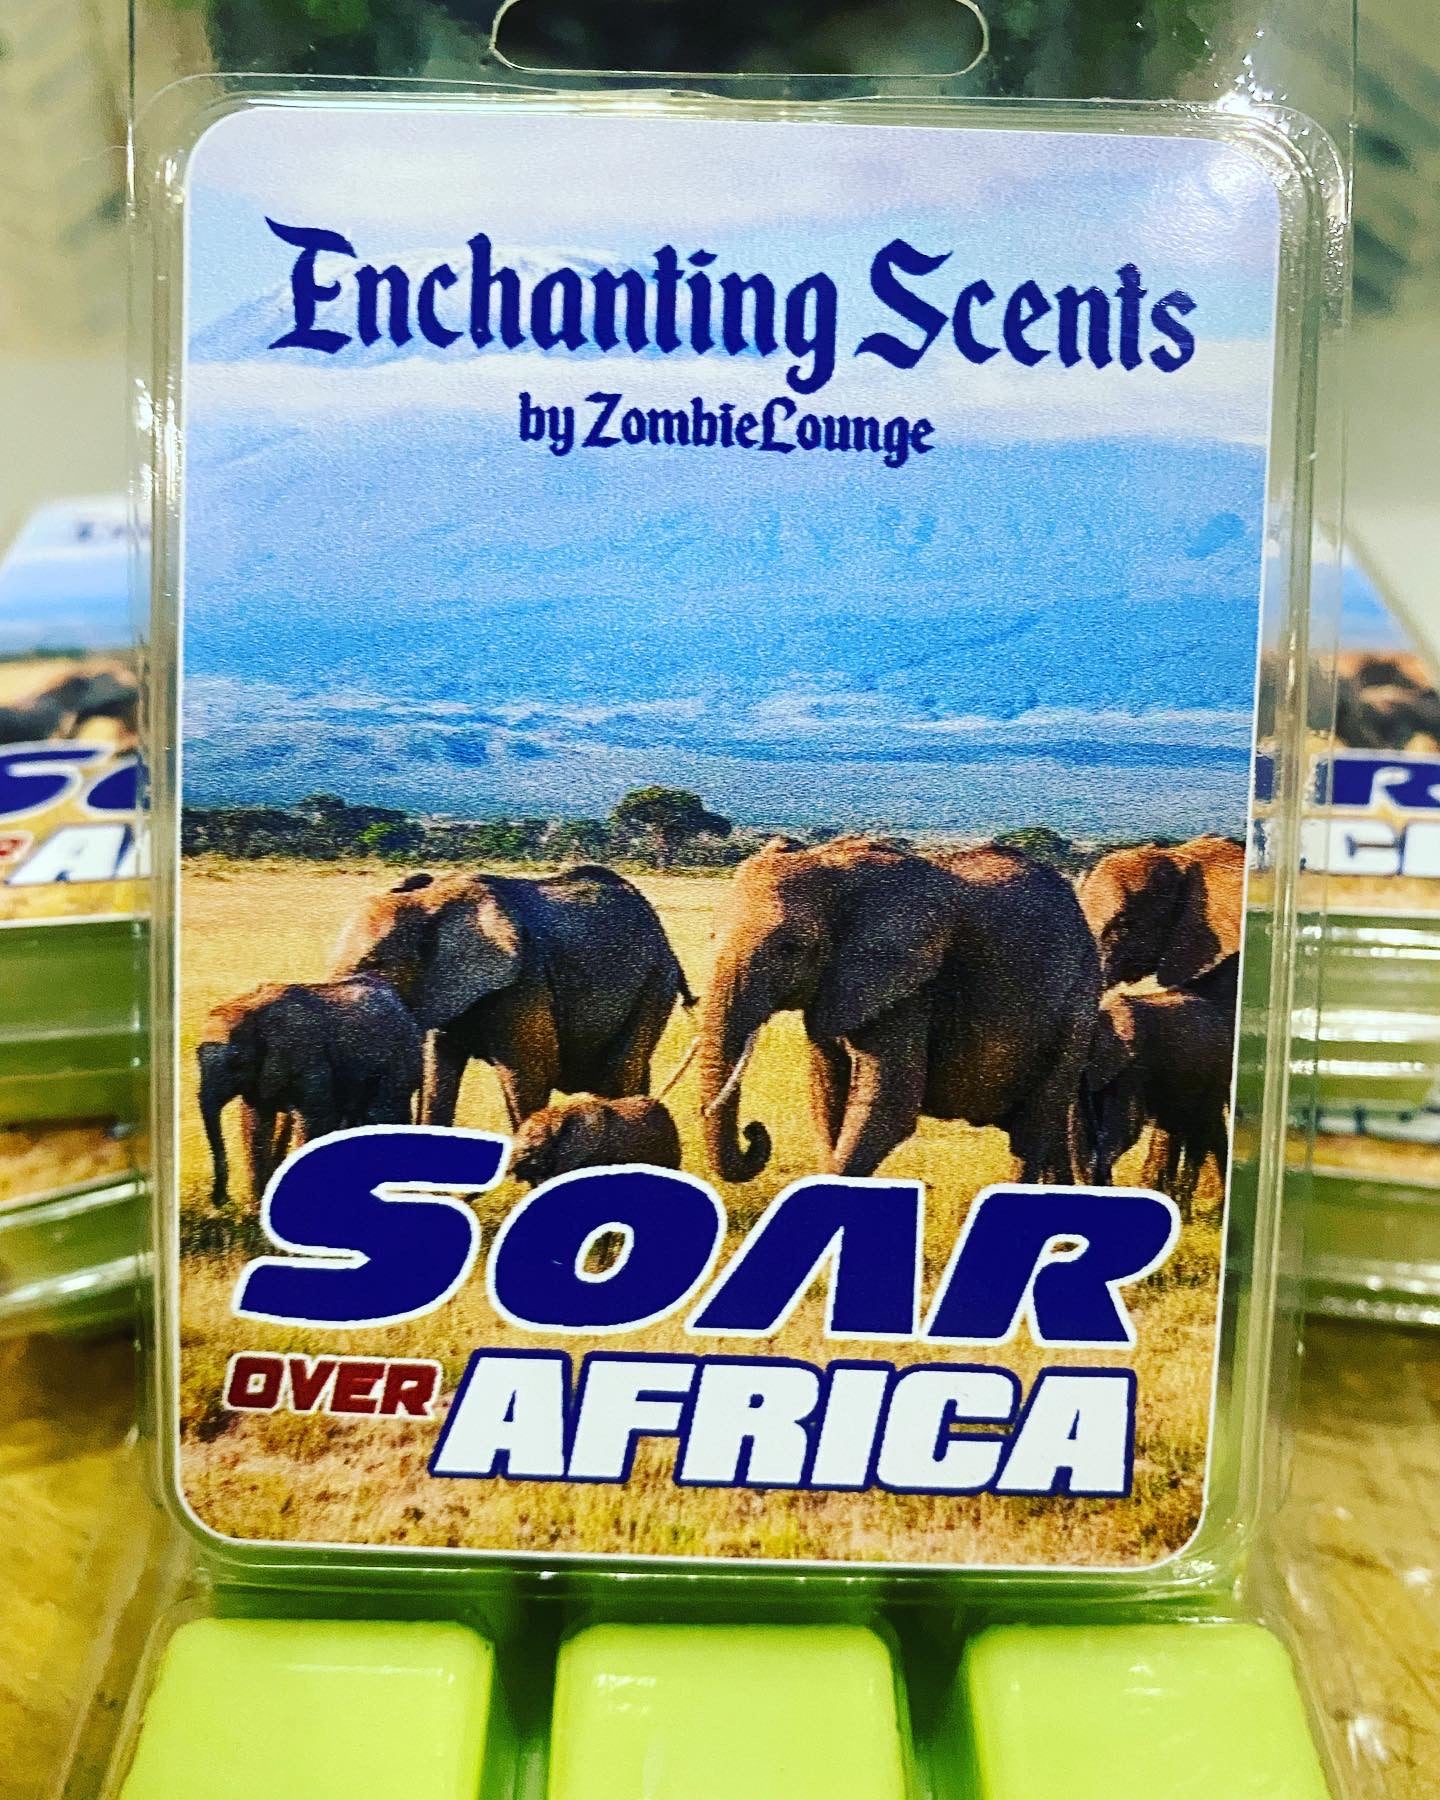 Enchanting Scents
by ZombieLounge
SOAR
OVER AFRICA